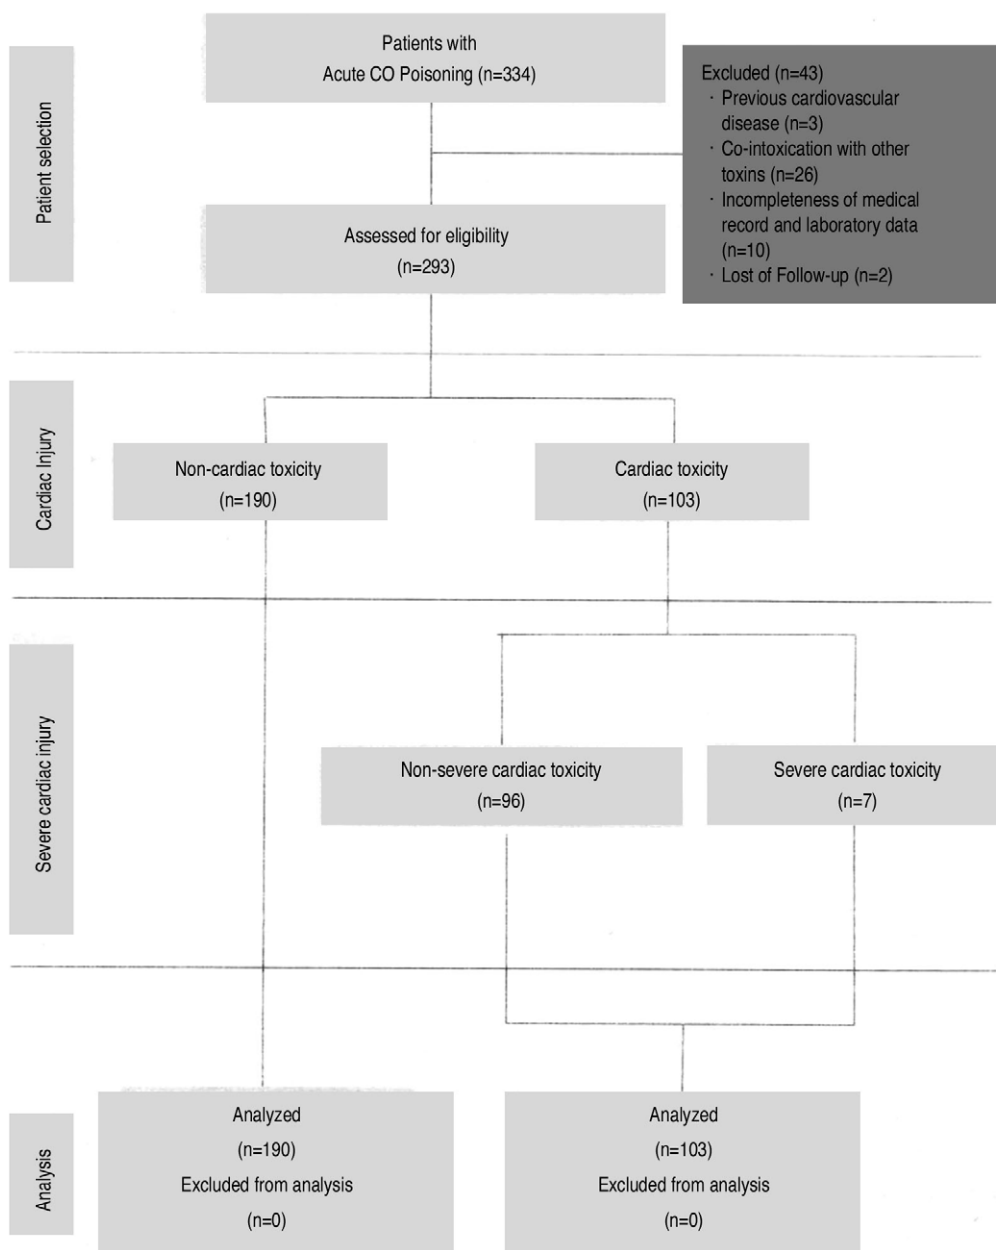 Patient selection
Patients with
Acute CO Poisoning (n=334)
Excluded (n=43)
· Previous cardiovascular
disease (n=3)
· Co-intoxication with other
toxins (n=26)
· Incompleteness of medical
record and laboratory data
(n=10)
· Lost of Follow-up (n=2)
Assessed for eligibility
(n=293)
Cardiac Injury
Non-cardiac toxicity
(n=190)
Cardiac toxicity
(n=103)
Severe cardiac injury
Non-severe cardiac toxicity
(n=96)
Severe cardiac toxicity
(n=7)
Analysis
Analyzed
(n=190)
Excluded from analysis
(n=0)
Analyzed
(n=103)
Excluded from analysis
(n=0)